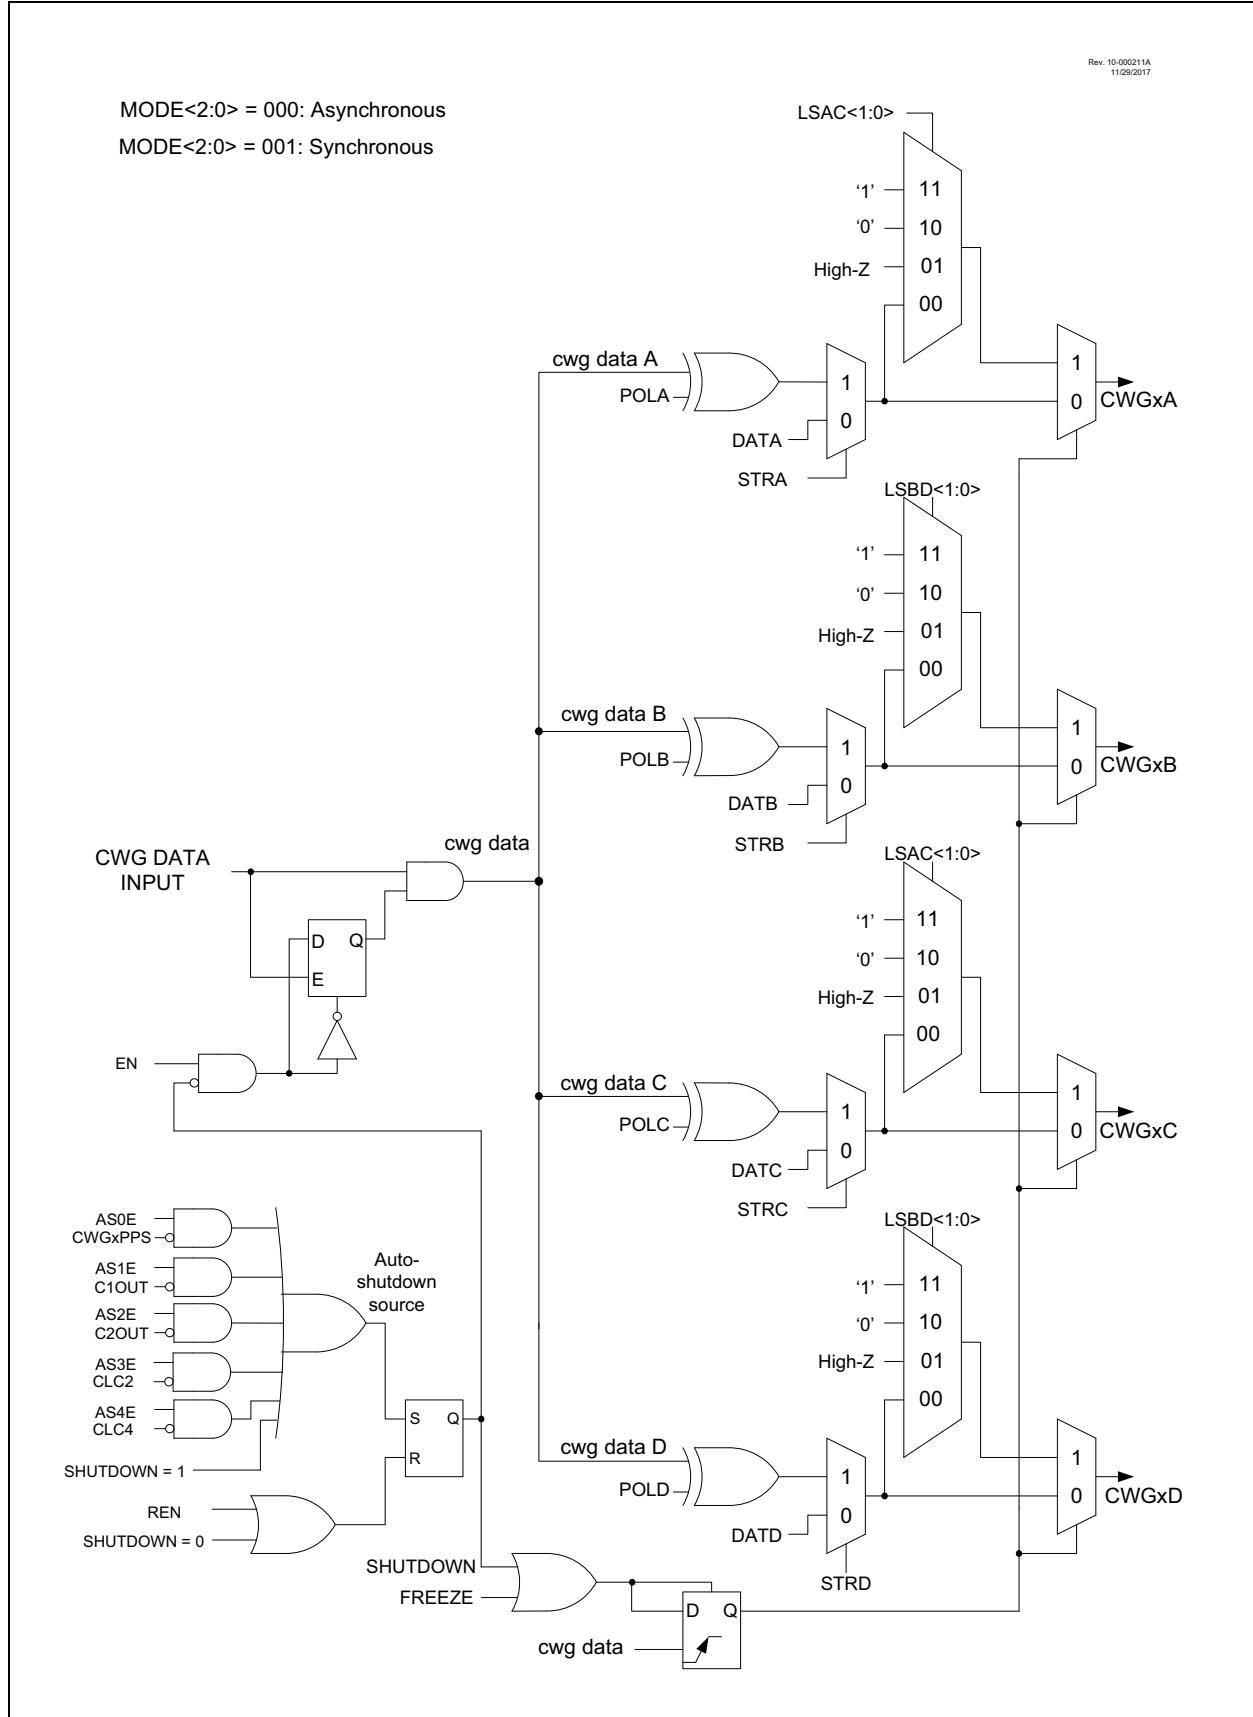 Rev. 10-000211A
11/29/2017
MODE<2:0> = 000: Asynchronous
MODE<2:0> = 001: Synchronous
LSAC<1:0>
‘1’
11
‘0’
10
High-Z
01
00
cwg data A
POLA
1
0
DATA
STRA
1
0
CWGxA
LSBD<1:0>
‘1’
11
‘0’
10
High-Z
01
00
cwg data B
POLB
1
0
DATB
STRB
1
0
CWGxB
cwg data
CWG DATA
INPUT
D
Q
E
EN
LSAC<1:0>
‘1’
11
‘0’
10
High-Z
01
00
cwg data C
POLC
1
0
DATC
STRC
1
0
CWGxC
AS0E
CWGxPPS
AS1E
C1OUT
AS2E
C2OUT
AS3E
CLC2
AS4E
CLC4
SHUTDOWN = 1
Auto-
shutdown
source
S
Q
R
REN
SHUTDOWN = 0
LSBD<1:0>
‘1’
11
‘0’
10
High-Z
01
00
cwg data D
POLD
1
0
DATD
STRD
1
0
CWGxD
SHUTDOWN
FREEZE
D
Q
cwg data